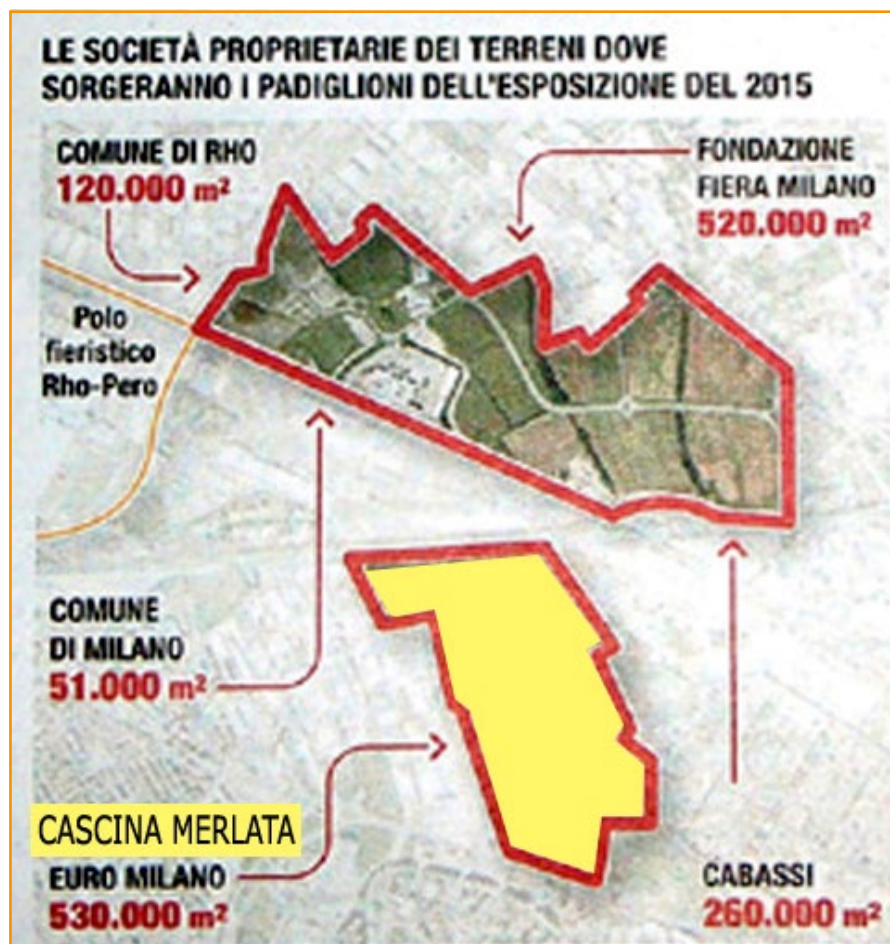 LE SOCIETÀ PROPRIETARIE DEI TERRENI DOVE
SORGERANNO I PADIGLIONI DELL'ESPOSIZIONE DEL 2015
COMUNE DI RHO
120.000 m²
FONDAZIONE
FIERA MILANO
520.000 m²
Polo
fieristico
Rho-Pero
COMUNE
DI MILANO
51.000 m²
CASCINA MERLATA
EURO MILANO
530.000 m²
CABASSI
260.000 m²